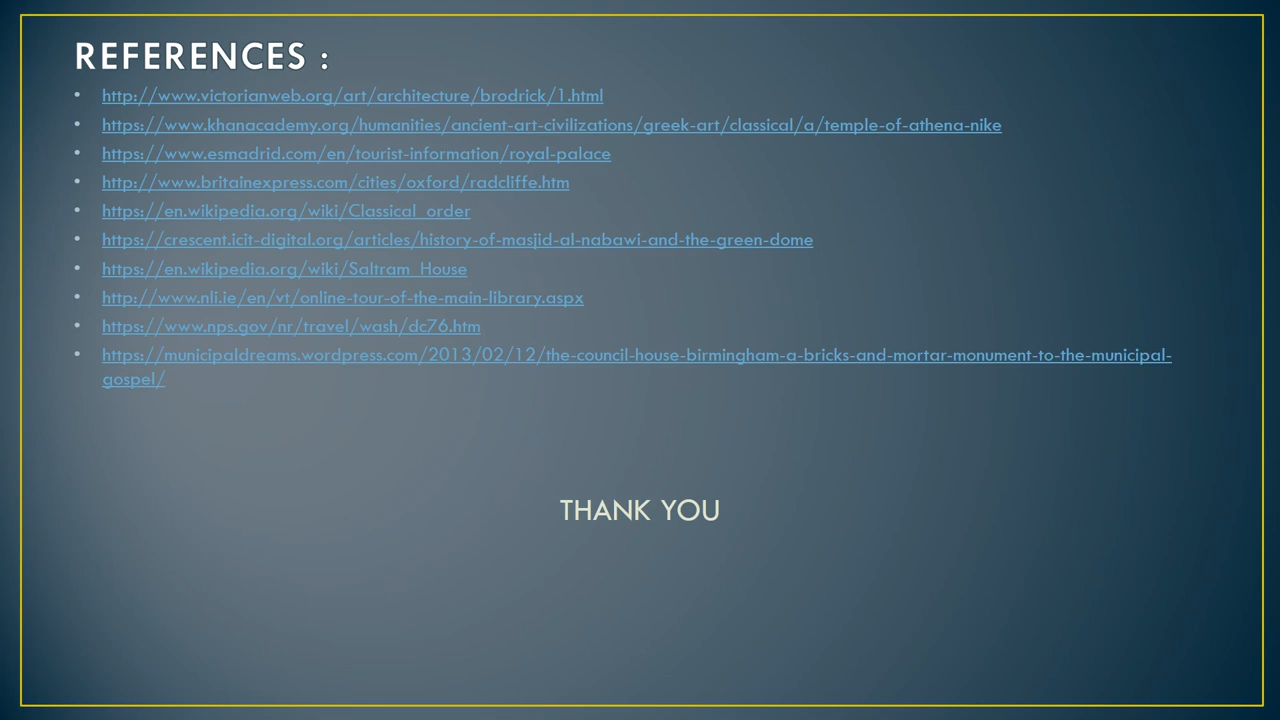 REFERENCES :
• http://www.victorianweb.org/art/architecture/brodrick/1.html
• https://www.khanacademy.org/humanities/ancient-art-civilizations/greek-art/classical/a/temple-of-athena-nike
• https://www.esmadrid.com/en/tourist-information/royal-palace
• http://www.britainexpress.com/cities/oxford/radcliffe.htm
• https://en.wikipedia.org/wiki/Classical_order
• https://crescent.icit-digital.org/articles/history-of-masjid-al-nabawi-and-the-green-dome
• https://en.wikipedia.org/wiki/Saltram_House
• http://www.nli.ie/en/vt/online-tour-of-the-main-library.aspx
• https://www.nps.gov/nr/travel/wash/dc76.htm
• https://municipaldreams.wordpress.com/2013/02/12/the-council-house-birmingham-a-bricks-and-mortar-monument-to-the-municipal-
gospel/
THANK YOU